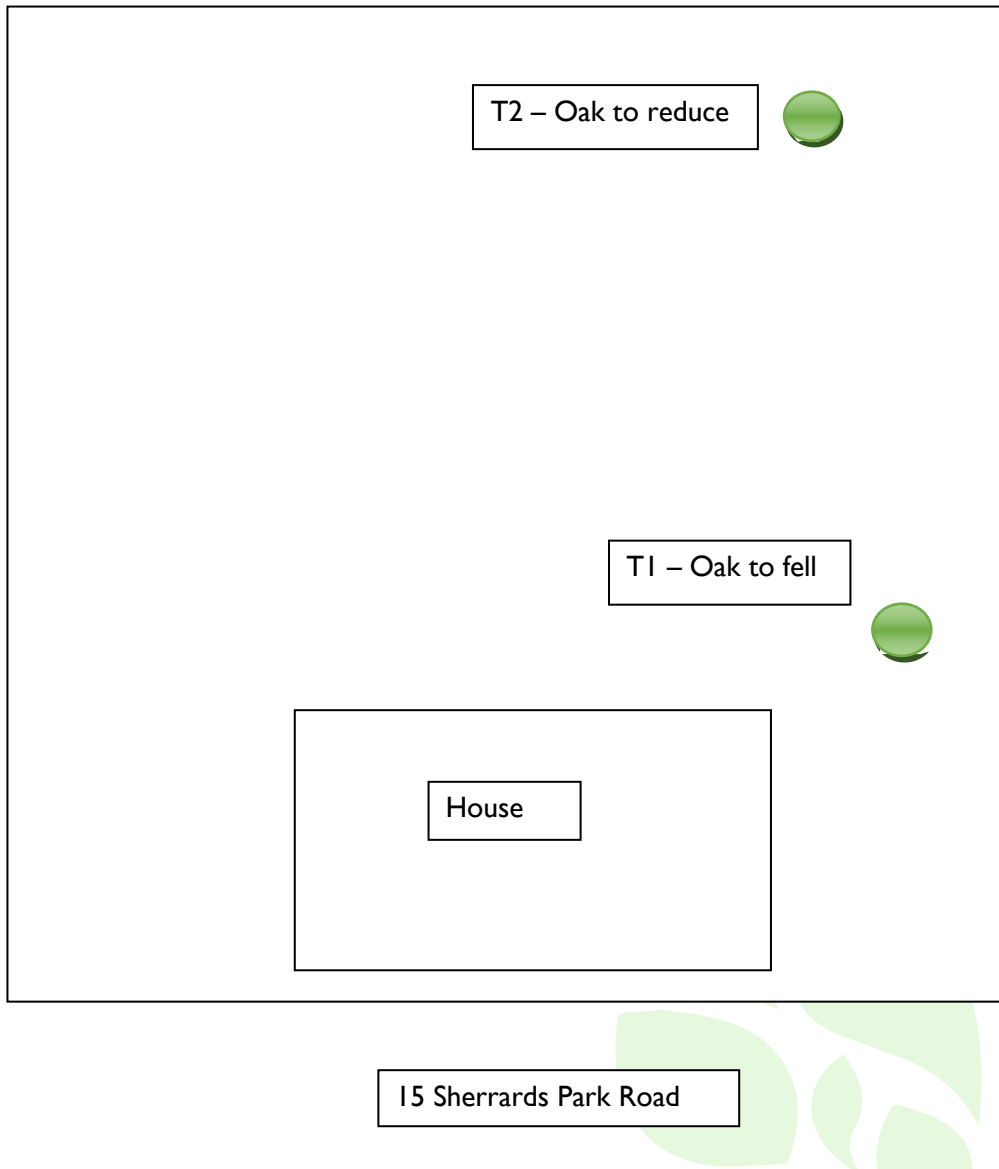 T2 – Oak to reduce
T1 – Oak to fell
House
15 Sherrards Park Road